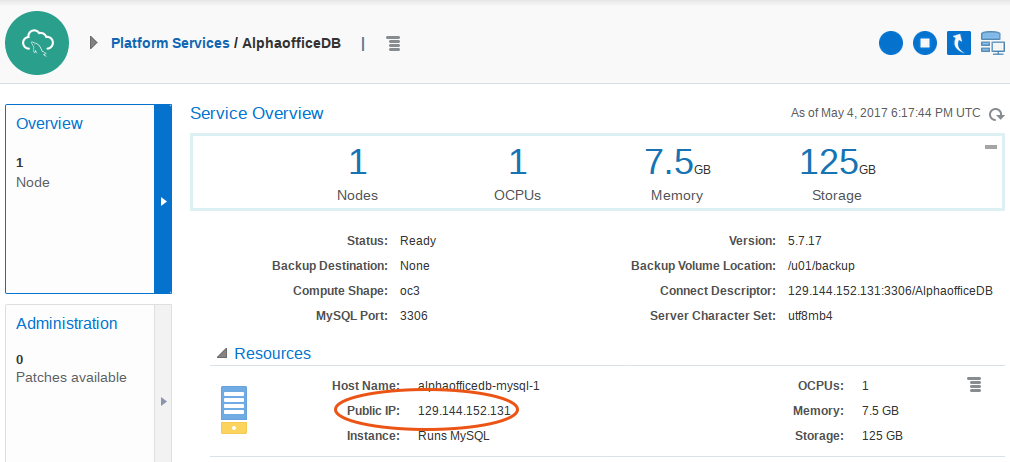 Platform Services / AlphaofficeDB |
Overview
1
Node
Administration
0
Patches available
Service Overview
As of May 4, 2017 6:17:44 PM UTC
1 1 7.5GB 125GB
Nodes OCPUs Memory Storage
Status: Ready Version: 5.7.17
Backup Destination: None Backup Volume Location: /u01/backup
Compute Shape: oc3 Connect Descriptor: 129.144.152.131:3306/AlphaofficeDB
MySQL Port: 3306 Server Character Set: utf8mb4
Resources
Host Name: alphaofficedb-mysql-1 OCPUs: 1
Public IP: 129.144.152.131 Memory: 7.5 GB
Instance: Runs MySQL Storage: 125 GB